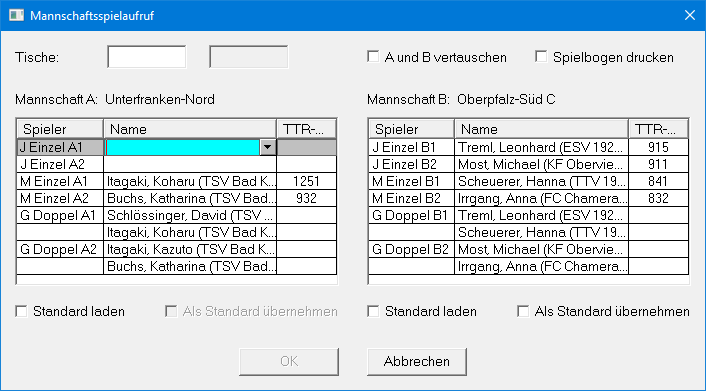 Mannschaftsspielaufruf
Tische: A und B vertauschen Spielbogen drucken
Mannschaft A: Unterfranken-Nord
Spieler Name TTR-...
J Einzel A1
J Einzel A2
M Einzel A1 Itagaki, Koharu (TSV Bad K... 1251
M Einzel A2 Buchs, Katharina (TSV Bad... 932
G Doppel A1 Schlössinger, David (TSV ...
Itagaki, Koharu (TSV Bad K...
G Doppel A2 Itagaki, Kazuto (TSV Bad K...
Buchs, Katharina (TSV Bad...
Standard laden Als Standard übernehmen
Mannschaft B: Oberpfalz-Süd C
Spieler Name TTR-...
J Einzel B1 Treml, Leonhard (ESV 192... 915
J Einzel B2 Most, Michael (KF Obervie... 911
M Einzel B1 Scheuerer, Hanna (TTV 19... 841
M Einzel B2 Irrgang, Anna (FC Chamera... 832
G Doppel B1 Treml, Leonhard (ESV 192...
Scheuerer, Hanna (TTV 19...
G Doppel B2 Most, Michael (KF Obervie...
Irrgang, Anna (FC Chamera...
Standard laden Als Standard übernehmen
OK Abbrechen